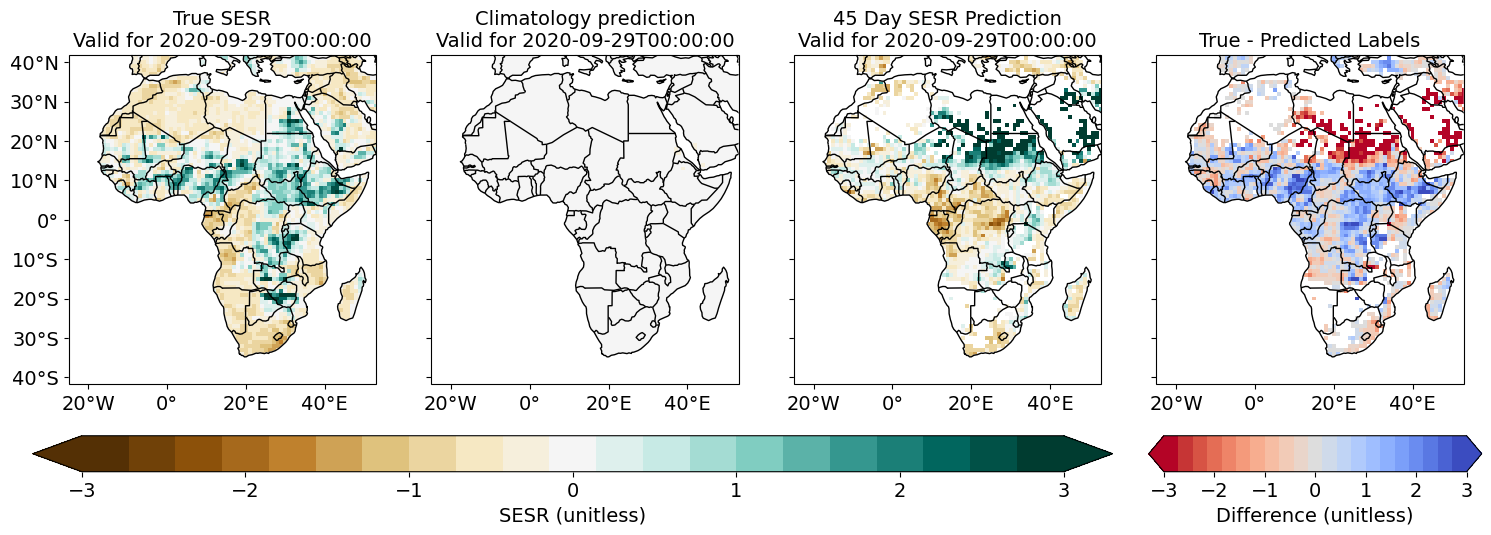 True SESR
Valid for 2020-09-29T00:00:00
Climatology prediction
Valid for 2020-09-29T00:00:00
45 Day SESR Prediction
Valid for 2020-09-29T00:00:00
True - Predicted Labels
40°N
30°N
20°N
10°N
0°
10°S
20°S
30°S
40°S
20°W 0° 20°E 40°E
20°W 0° 20°E 40°E
20°W 0° 20°E 40°E
20°W 0° 20°E 40°E
−3 −2 −1 0 1 2 3
SESR (unitless)
−3 −2 −1 0 1 2 3
Difference (unitless)